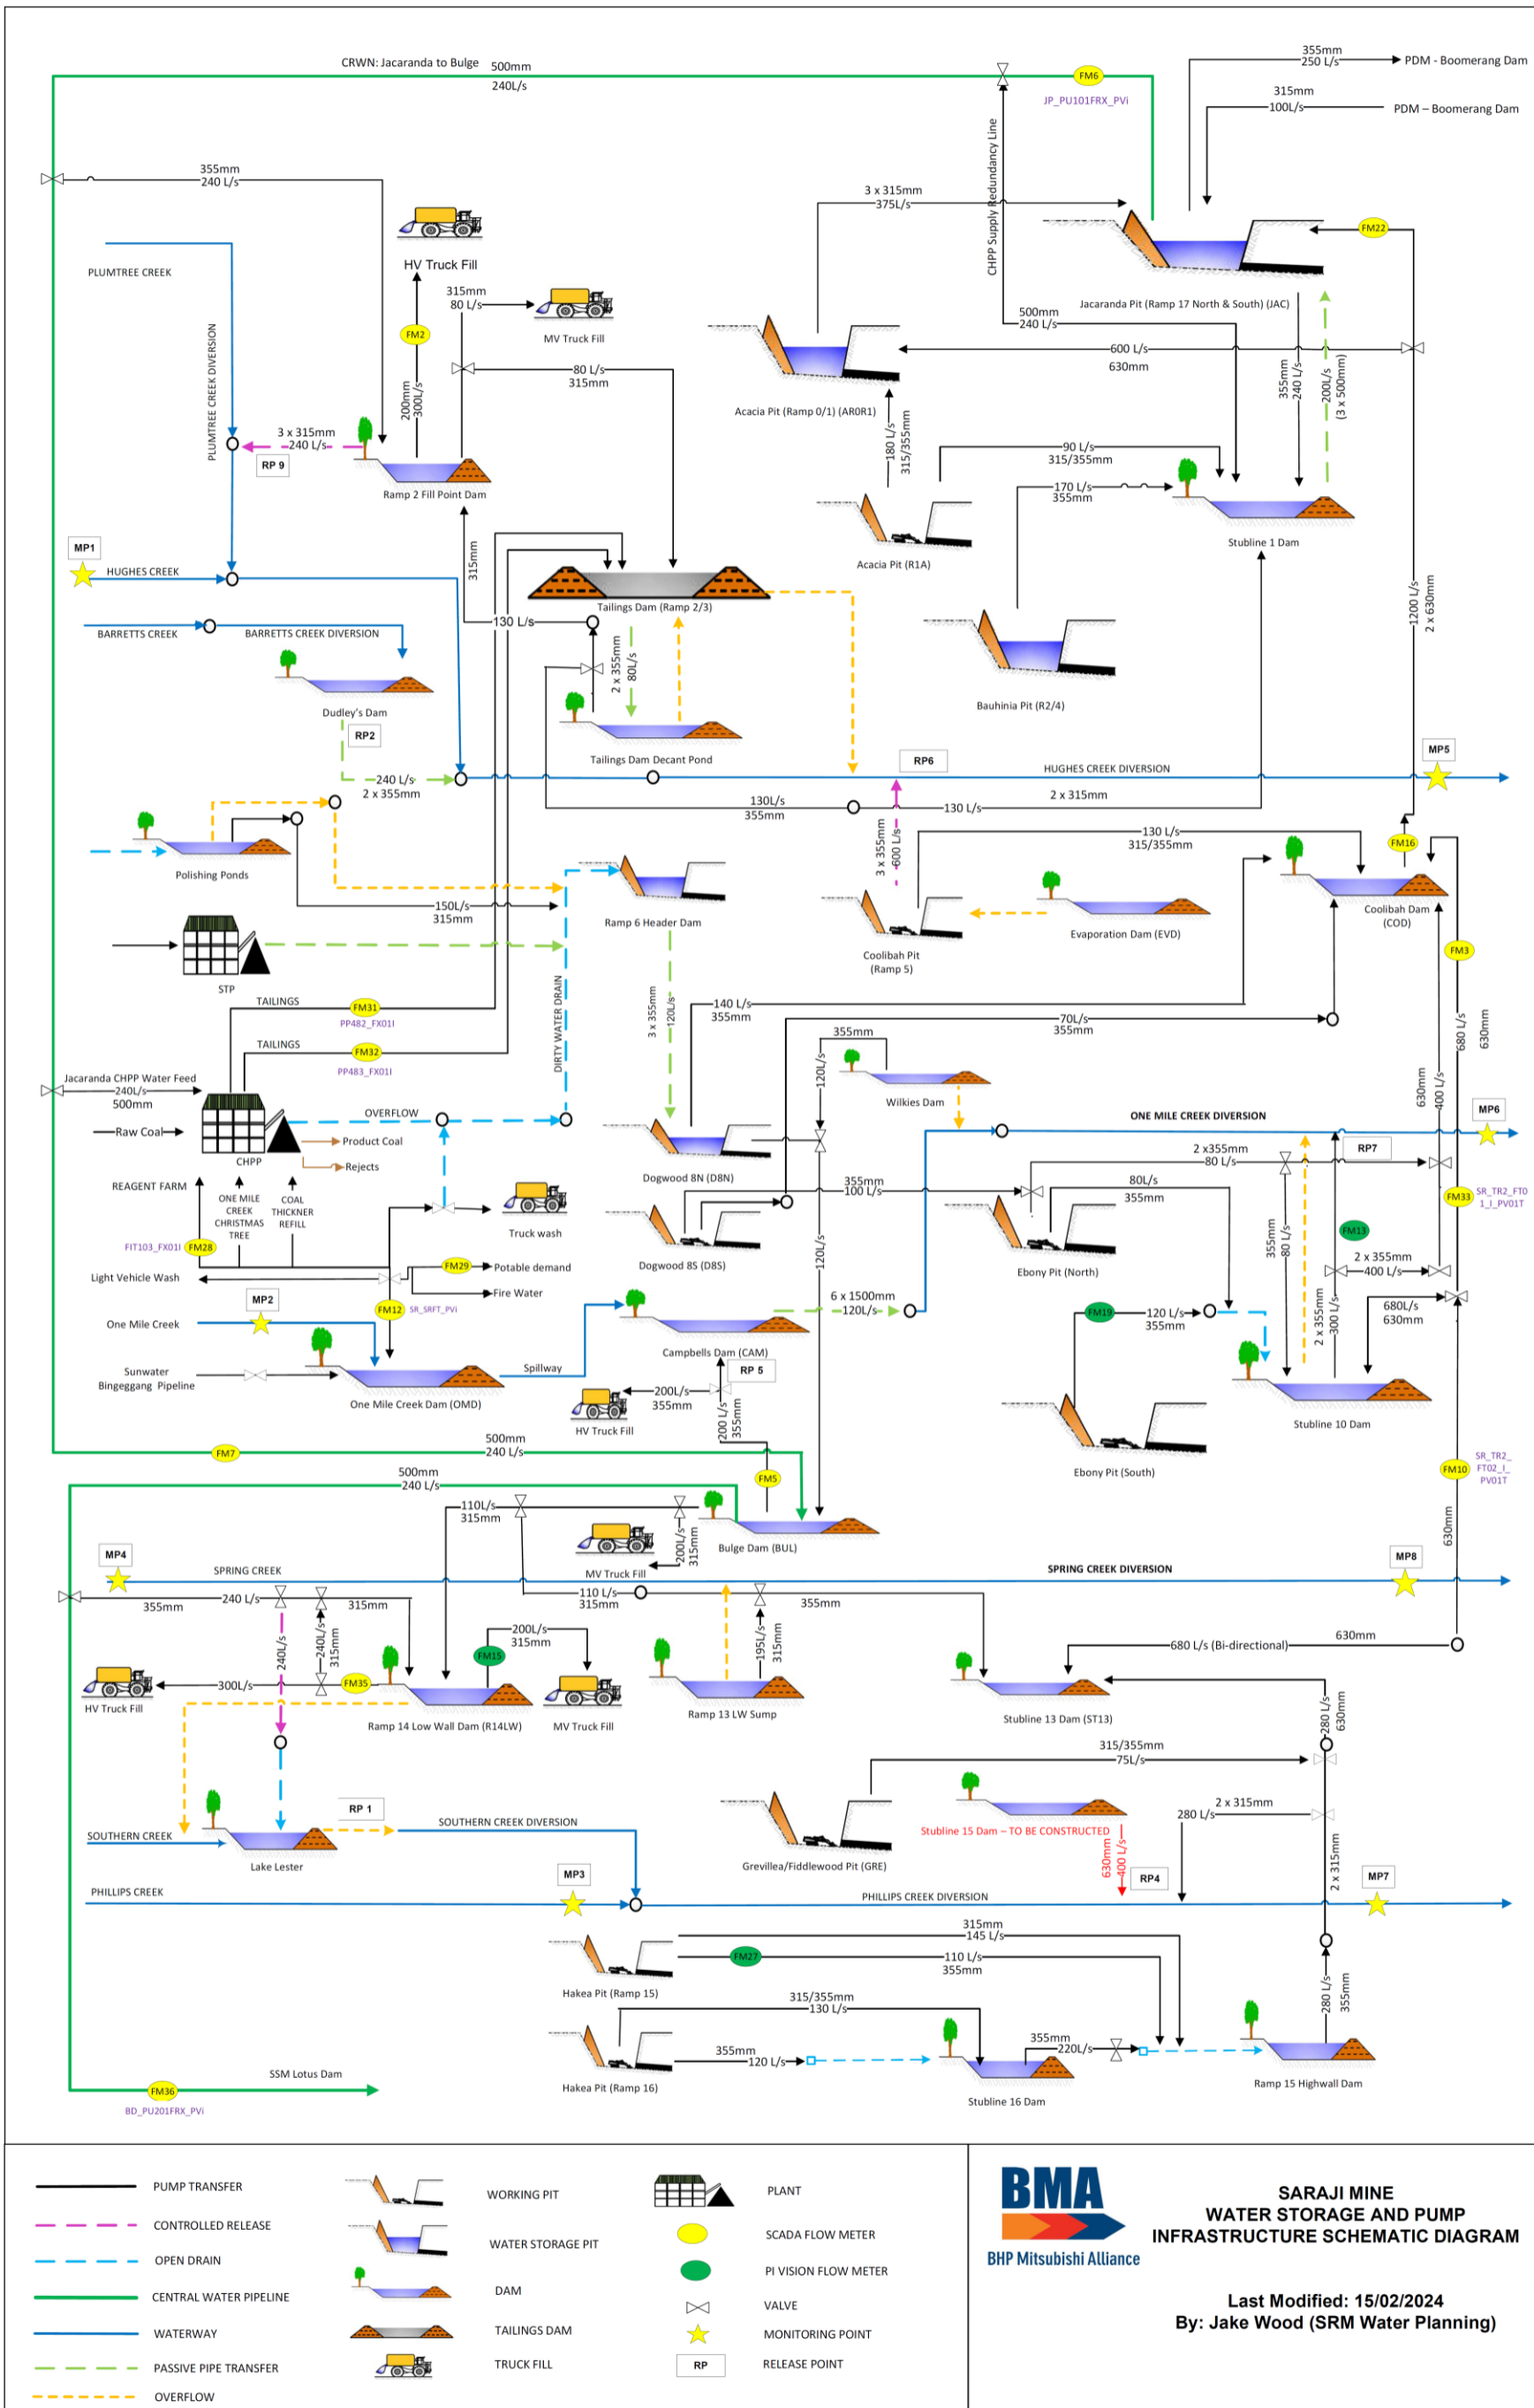 CRWN: Jacaranda to Bulge
500mm
240L/s
FM6
JP_PU101FRX_PVi
355mm
250 L/s
PDM - Boomerang Dam
315mm
100L/s
PDM – Boomerang Dam
355mm
240 L/s
CHPP Supply Redundancy Line
3 x 315mm
375L/s
FM22
PLUMTREE CREEK
HV Truck Fill
315mm
80 L/s
MV Truck Fill
FM2
200mm
300L/s
80 L/s
315mm
Jacaranda Pit (Ramp 17 North & South) (JAC)
500mm
240 L/s
600 L/s
630mm
355mm
240 L/s
200L/s
(3 x 500mm)
PLUMTREE CREEK DIVERSION
3 x 315mm
240 L/s
RP 9
Ramp 2 Fill Point Dam
Acacia Pit (Ramp 0/1) (AR0R1)
180 L/s
315/355mm
90 L/s
315/355mm
170 L/s
355mm
Stubline 1 Dam
Acacia Pit (R1A)
MP1
HUGHES CREEK
315mm
Tailings Dam (Ramp 2/3)
130 L/s
1200 L/s
2 x 630mm
BARRETTS CREEK
BARRETTS CREEK DIVERSION
2 x 355mm
80L/s
Dudley's Dam
RP2
Bauhinia Pit (R2/4)
Tailings Dam Decant Pond
RP6
MP5
240 L/s
2 x 355mm
HUGHES CREEK DIVERSION
130L/s
355mm
130 L/s
2 x 315mm
3 x 355mm
600 L/s
130 L/s
315/355mm
FM16
Polishing Ponds
150L/s
315mm
Ramp 6 Header Dam
Coolibah Pit
(Ramp 5)
Evaporation Dam (EVD)
Coolibah Dam
(COD)
FM3
STP
TAILINGS
FM31
PP482_FX01I
TAILINGS
FM32
PP483_FX01I
DIRTY WATER DRAIN
3 x 355mm
120L/s
140 L/s
355mm
70L/s
355mm
355mm
120L/s
680 L/s
630mm
630mm
400 L/s
Jacaranda CHPP Water Feed
240L/s
500mm
Raw Coal
OVERFLOW
Product Coal
Rejects
CHPP
Wilkies Dam
ONE MILE CREEK DIVERSION
MP6
RP7
REAGENT FARM
ONE MILE
CREEK
CHRISTMAS
TREE
COAL
THICKNER
REFILL
Dogwood 8N (D8N)
2 x355mm
80 L/s
355mm
100 L/s
80L/s
355mm
FM33
SR_TR2_FT0
1_I_PV01T
FIT103_FX01I
FM28
Truck wash
Dogwood 8S (D8S)
120L/s
Ebony Pit (North)
355mm
80 L/s
FM13
2 x 355mm
400 L/s
Light Vehicle Wash
FM29
Potable demand
Fire Water
MP2
FM12
SR_SRFT_PVi
One Mile Creek
6 x 1500mm
120L/s
FM19
120 L/s
355mm
2 x 355mm
300 L/s
680L/s
630mm
Sunwater
Bingeggang Pipeline
Spillway
Campbells Dam (CAM)
RP 5
One Mile Creek Dam (OMD)
200L/s
355mm
HV Truck Fill
200 L/s
355mm
Stubline 10 Dam
Ebony Pit (South)
FM7
500mm
240 L/s
500mm
240 L/s
FM5
FM10
SR_TR2_
FT02_I_
PV01T
110L/s
315mm
200L/s
315mm
Bulge Dam (BUL)
MV Truck Fill
630mm
MP4
SPRING CREEK
SPRING CREEK DIVERSION
MP8
355mm
240 L/s
315mm
110 L/s
315mm
355mm
240L/s
240L/s
315mm
200L/s
315mm
FM15
195L/s
315mm
680 L/s (Bi-directional)
630mm
300L/s
FM35
HV Truck Fill
Ramp 14 Low Wall Dam (R14LW)
MV Truck Fill
Ramp 13 LW Sump
Stubline 13 Dam (ST13)
280 L/s
630mm
315/355mm
75L/s
RP 1
SOUTHERN CREEK
SOUTHERN CREEK DIVERSION
Lake Lester
Stubline 15 Dam – TO BE CONSTRUCTED
2 x 315mm
280 L/s
Grevillea/Fiddlewood Pit (GRE)
630mm
400 L/s
RP4
2 x 315mm
MP3
MP7
PHILLIPS CREEK
PHILLIPS CREEK DIVERSION
315mm
145 L/s
FM27
110 L/s
355mm
Hakea Pit (Ramp 15)
315/355mm
130 L/s
280 L/s
355mm
355mm
120 L/s
355mm
220L/s
Hakea Pit (Ramp 16)
Stubline 16 Dam
Ramp 15 Highwall Dam
SSM Lotus Dam
FM36
BD_PU201FRX_PVi
PUMP TRANSFER
CONTROLLED RELEASE
OPEN DRAIN
CENTRAL WATER PIPELINE
WATERWAY
PASSIVE PIPE TRANSFER
OVERFLOW
WORKING PIT
WATER STORAGE PIT
DAM
TAILINGS DAM
TRUCK FILL
PLANT
SCADA FLOW METER
PI VISION FLOW METER
VALVE
MONITORING POINT
RP
RELEASE POINT
BMA
BHP Mitsubishi Alliance
SARAJI MINE
WATER STORAGE AND PUMP
INFRASTRUCTURE SCHEMATIC DIAGRAM
Last Modified: 15/02/2024
By: Jake Wood (SRM Water Planning)